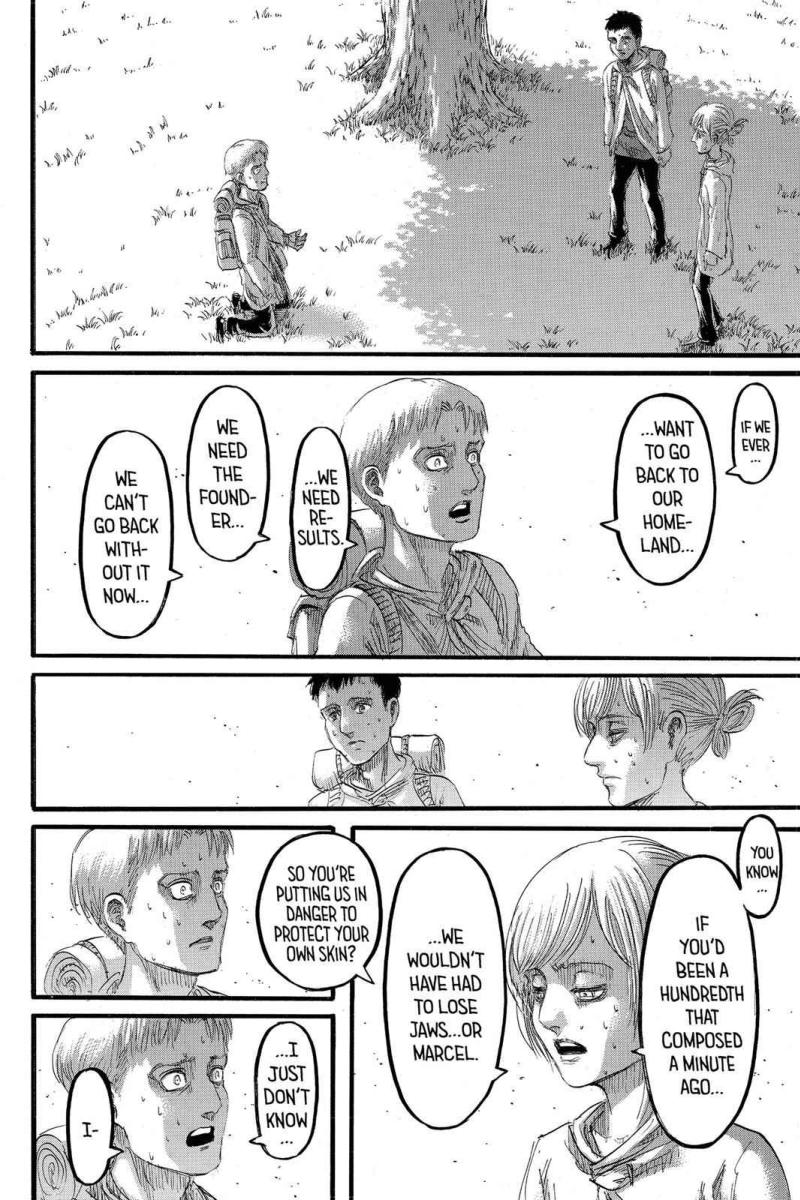 IF WE
EVER
...
...WANT
TO GO
BACK TO
OUR
HOME-
LAND...
...WE
NEED
RE-
SULTS.
WE
NEED
THE
FOUND-
ER...
WE
CAN'T
GO BACK
WITH-
OUT IT
NOW...
YOU
KNOW
...
IF
YOU'D
BEEN A
HUNDREDTH
THAT
COMPOSED
A MINUTE
AGO...
...WE
WOULDN'T
HAVE HAD
TO LOSE
JAWS...OR
MARCEL.
SO YOU'RE
PUTTING US IN
DANGER TO
PROTECT YOUR
OWN SKIN?
...I
JUST
DON'T
KNOW
...
I-